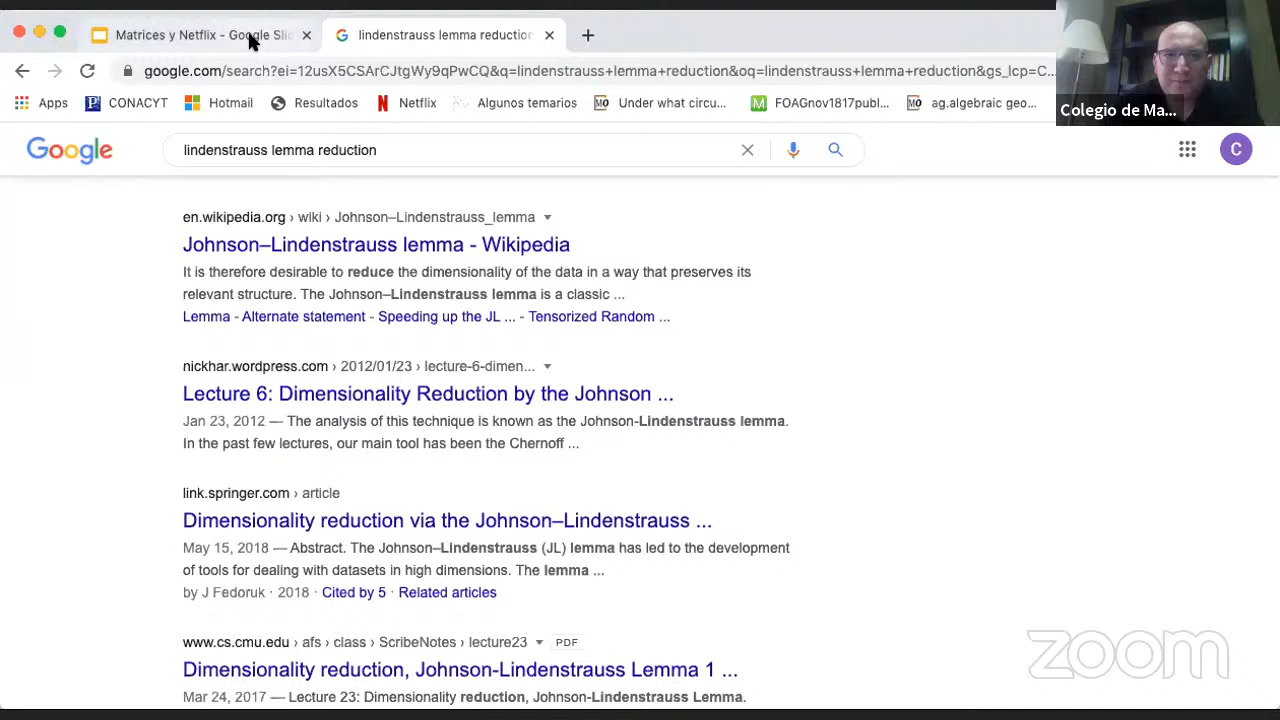 Matrices y Netflix - Google Sli
lindenstrauss lemma reduction
google.com/search?ei=12usX5CSArCJtgWy9qPwCQ&q=lindenstrauss+lemma+reduction&oq=lindenstrauss+lemma+reduction&gs_lcp=C...
Apps
CONACYT
Hotmail
Resultados
Netflix
Algunos temarios
Under what circu...
FOAGnov1817publ...
ag.algebraic geo...
Colegio de Ma...
Google
lindenstrauss lemma reduction
C
en.wikipedia.org › wiki › Johnson–Lindenstrauss_lemma
Johnson–Lindenstrauss lemma - Wikipedia
It is therefore desirable to reduce the dimensionality of the data in a way that preserves its
relevant structure. The Johnson–Lindenstrauss lemma is a classic ...
Lemma - Alternate statement - Speeding up the JL ... - Tensorized Random ...
nickhar.wordpress.com › 2012/01/23 › lecture-6-dimen...
Lecture 6: Dimensionality Reduction by the Johnson ...
Jan 23, 2012 — The analysis of this technique is known as the Johnson-Lindenstrauss lemma.
In the past few lectures, our main tool has been the Chernoff ...
link.springer.com › article
Dimensionality reduction via the Johnson–Lindenstrauss ...
May 15, 2018 — Abstract. The Johnson–Lindenstrauss (JL) lemma has led to the development
of tools for dealing with datasets in high dimensions. The lemma ...
by J Fedoruk · 2018 · Cited by 5 · Related articles
www.cs.cmu.edu › afs › class › ScribeNotes › lecture23
PDF
Dimensionality reduction, Johnson-Lindenstrauss Lemma 1 ...
Mar 24, 2017 — Lecture 23: Dimensionality reduction, Johnson-Lindenstrauss Lemma.
zoom